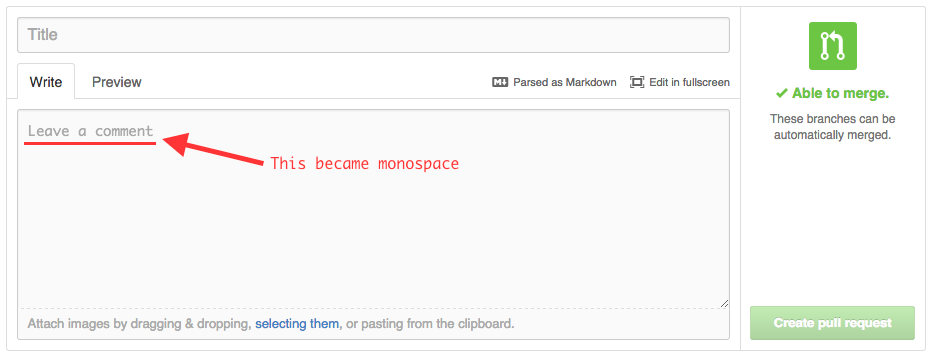 Title
Write Preview
Parsed as Markdown Edit in fullscreen
Leave a comment
This became monospace
Attach images by dragging & dropping, selecting them, or pasting from the clipboard.
Able to merge.
These branches can be
automatically merged.
Create pull request